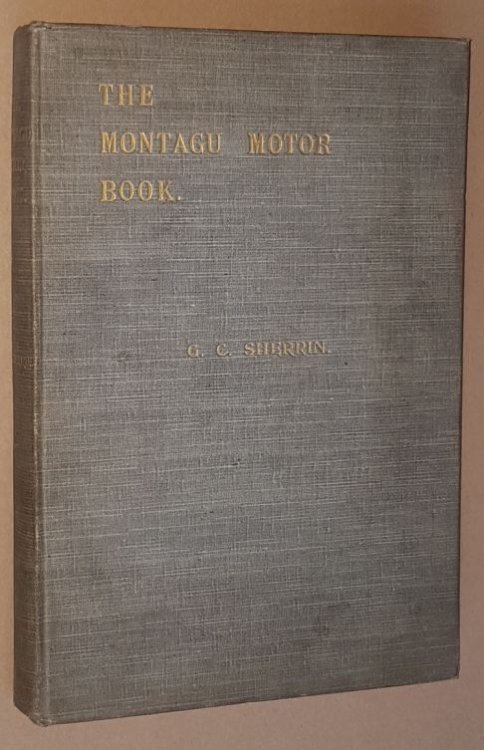 THE
MONTAGU MOTOR
BOOK.
G. C. SHERRIN.